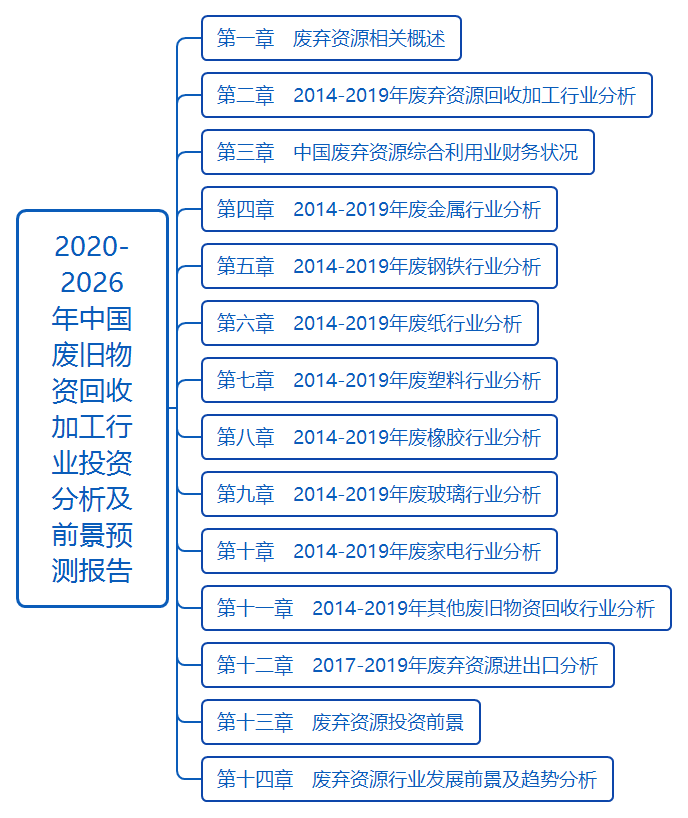 2020-
2026
年中国
废旧物
资回收
加工行
业投资
分析及
前景预
测报告
第一章 废弃资源相关概述
第二章 2014-2019年废弃资源回收加工行业分析
第三章 中国废弃资源综合利用业财务状况
第四章 2014-2019年废金属行业分析
第五章 2014-2019年废钢铁行业分析
第六章 2014-2019年废纸行业分析
第七章 2014-2019年废塑料行业分析
第八章 2014-2019年废橡胶行业分析
第九章 2014-2019年废玻璃行业分析
第十章 2014-2019年废家电行业分析
第十一章 2014-2019年其他废旧物资回收行业分析
第十二章 2017-2019年废弃资源进出口分析
第十三章 废弃资源投资前景
第十四章 废弃资源行业发展前景及趋势分析